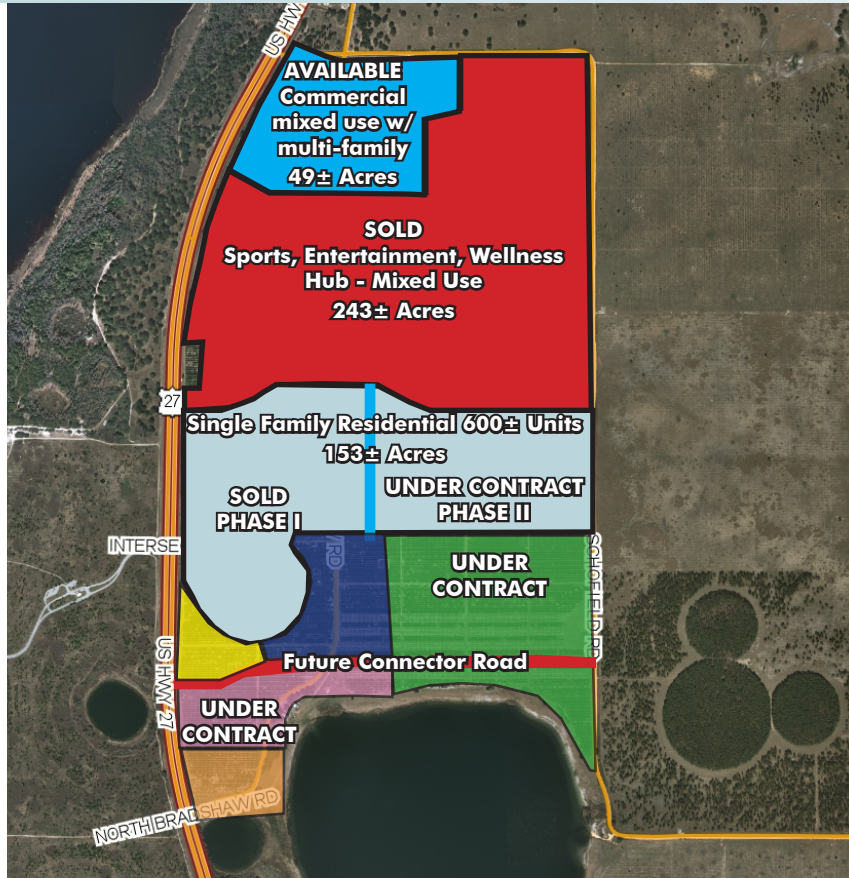 US HW
AVAILABLE
Commercial
mixed use w/
multi-family
49± Acres
SOLD
Sports, Entertainment, Wellness
Hub - Mixed Use
243± Acres
27
Single Family Residential 600± Units
153± Acres
SOLD
PHASE I
UNDER CONTRACT
PHASE II
INTERSE
RD
UNDER
CONTRACT
SCHOFIELD RD
Future Connector Road
US HWY 27
UNDER
CONTRACT
NORTH BRADSHAW RD